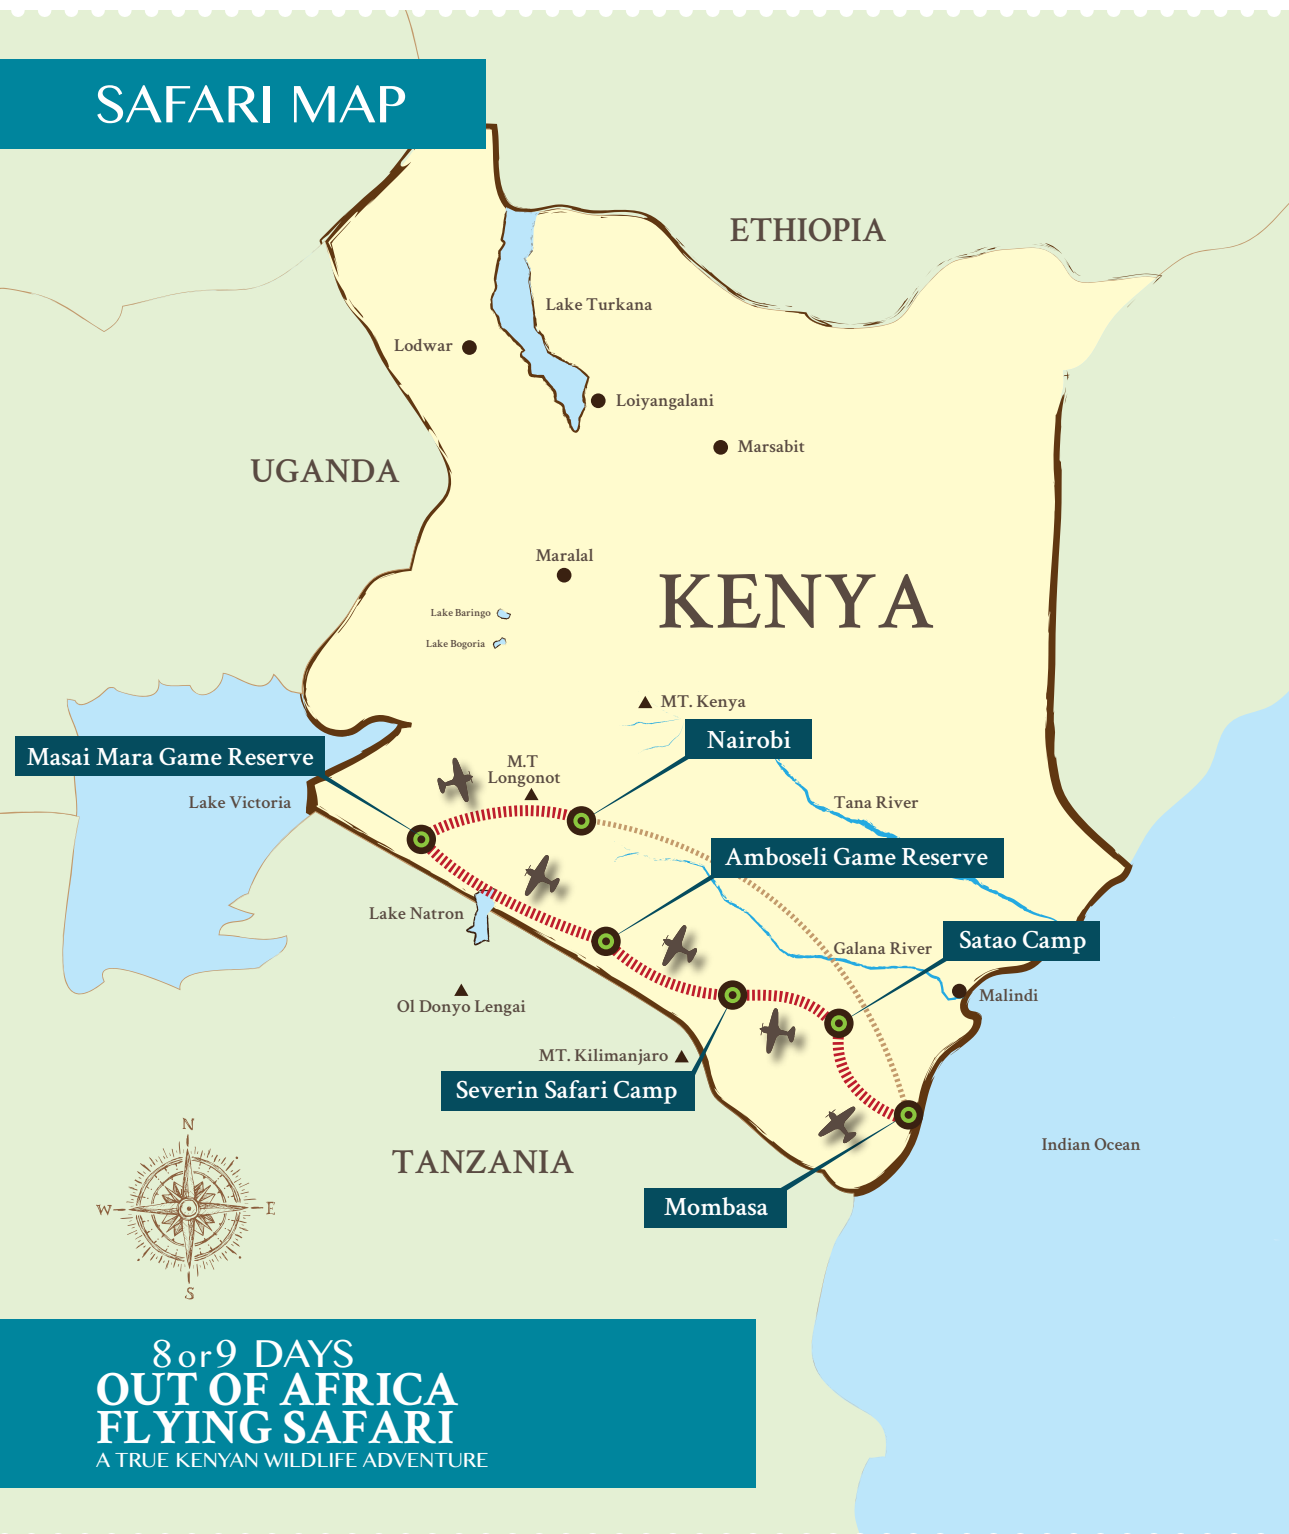 SAFARI MAP
ETHIOPIA
Lake Turkana
Lodwar
Loiyangalani
Marsabit
UGANDA
Maralal
KENYA
Lake Baringo
Lake Bogoria
MT. Kenya
Nairobi
Masai Mara Game Reserve
M.T
Longonot
Lake Victoria
Tana River
Amboseli Game Reserve
Lake Natron
Satao Camp
Galana River
Malindi
Ol Donyo Lengai
MT. Kilimanjaro
Severin Safari Camp
N
W
E
S
Indian Ocean
TANZANIA
Mombasa
8or9 DAYS
OUT OF AFRICA
FLYING SAFARI
A TRUE KENYAN WILDLIFE ADVENTURE